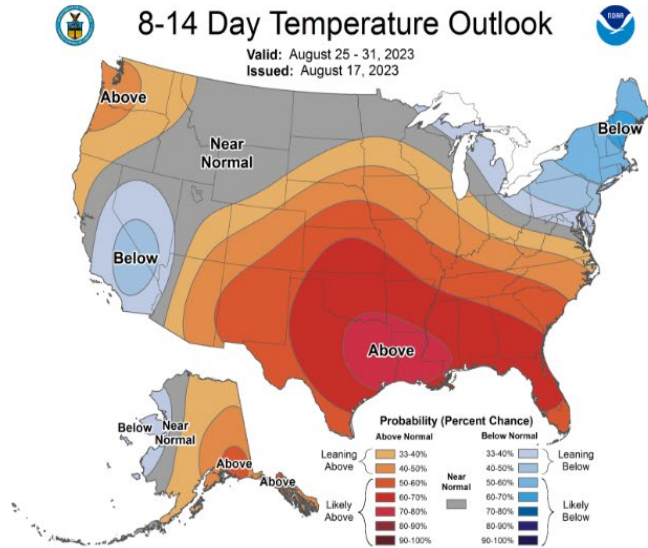 8-14 Day Temperature Outlook
NOAA
Valid: August 25 - 31, 2023
Issued: August 17, 2023
Above
Near
Normal
Below
Below
Above
Below
Near
Normal
Above
Above
Probability (Percent Chance)
Above Normal
Below Normal
Leaning
Above
33-40%
40-50%
50-60%
Likely
Above
60-70%
70-80%
80-90%
90-100%
Near
Normal
33-40%
40-50%
50-60%
Leaning
Below
60-70%
70-80%
80-90%
90-100%
Likely
Below